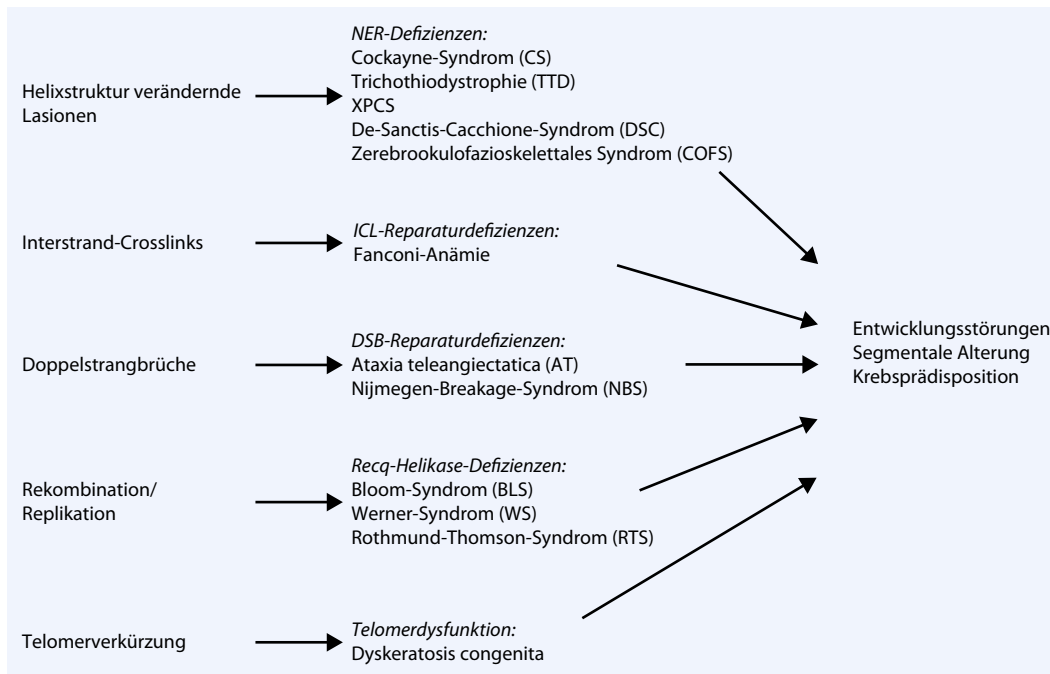 Helixstruktur verändernde
Lasionen
NER-Defizienzen:
Cockayne-Syndrom (CS)
Trichothiodystrophie (TTD)
XPCS
De-Sanctis-Cacchione-Syndrom (DSC)
Zerebrookulofazioskelettales Syndrom (COFS)
Interstrand-Crosslinks
ICL-Reparaturdefizienzen:
Fanconi-Anämie
Doppelstrangbrüche
DSB-Reparaturdefizienzen:
Ataxia teleangiectatica (AT)
Nijmegen-Breakage-Syndrom (NBS)
Rekombination/
Replikation
Recq-Helikase-Defizienzen:
Bloom-Syndrom (BLS)
Werner-Syndrom (WS)
Rothmund-Thomson-Syndrom (RTS)
Telomerverkürzung
Telomerdysfunktion:
Dyskeratosis congenita
Entwicklungsstörungen
Segmentale Alterung
Krebsprädisposition